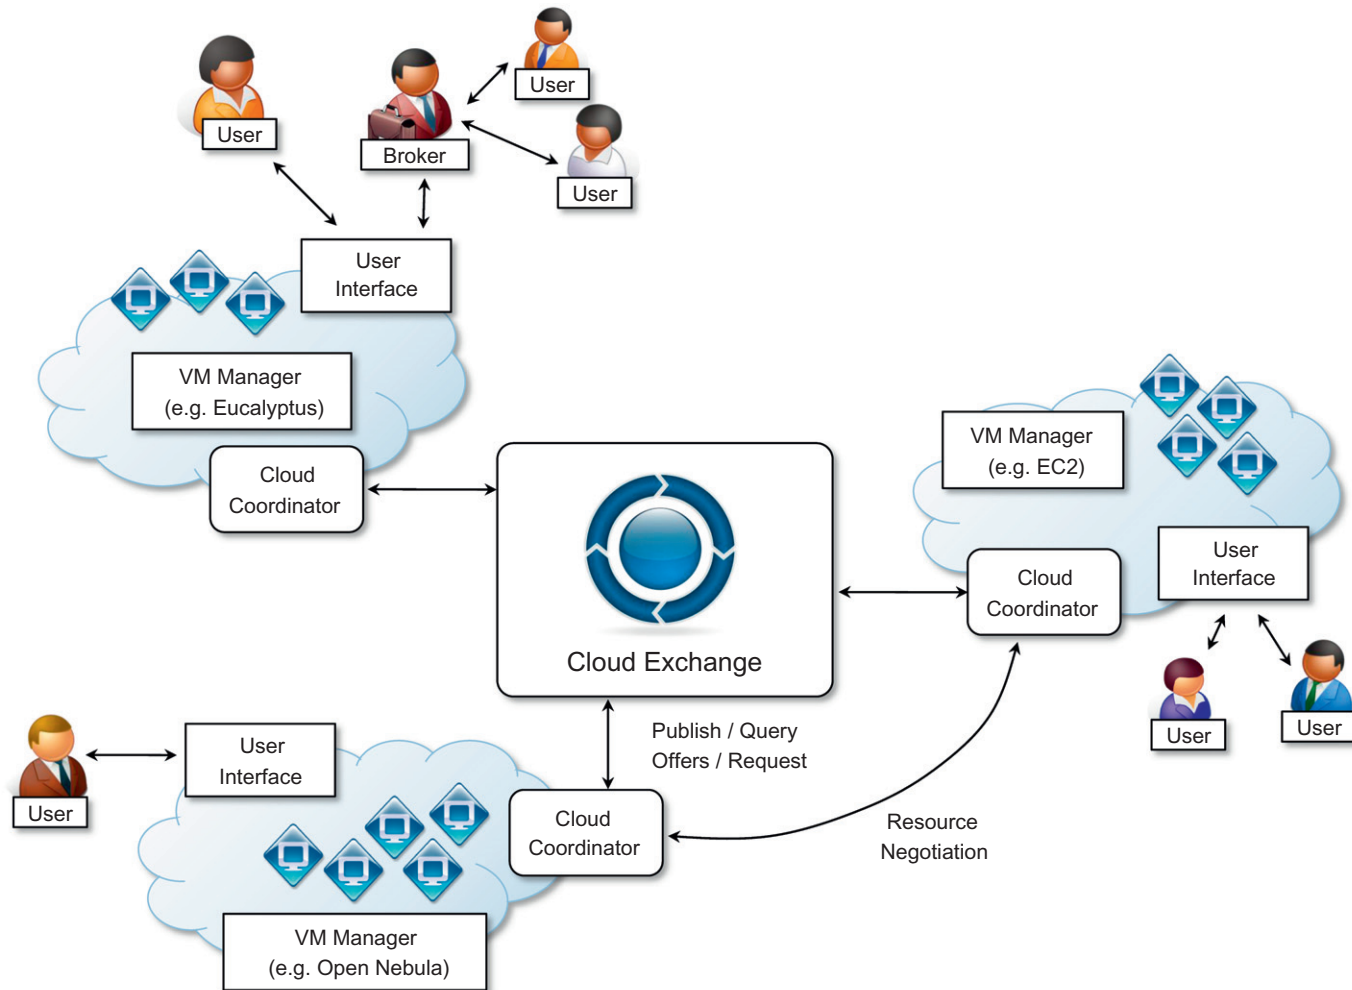 User
Broker
User
User
User
Interface
VM Manager
(e.g. Eucalyptus)
Cloud
Coordinator
Cloud Exchange
VM Manager
(e.g. EC2)
User
Interface
Cloud
Coordinator
User
User
Publish / Query
Offers / Request
User
User
Interface
Cloud
Coordinator
Resource
Negotiation
VM Manager
(e.g. Open Nebula)